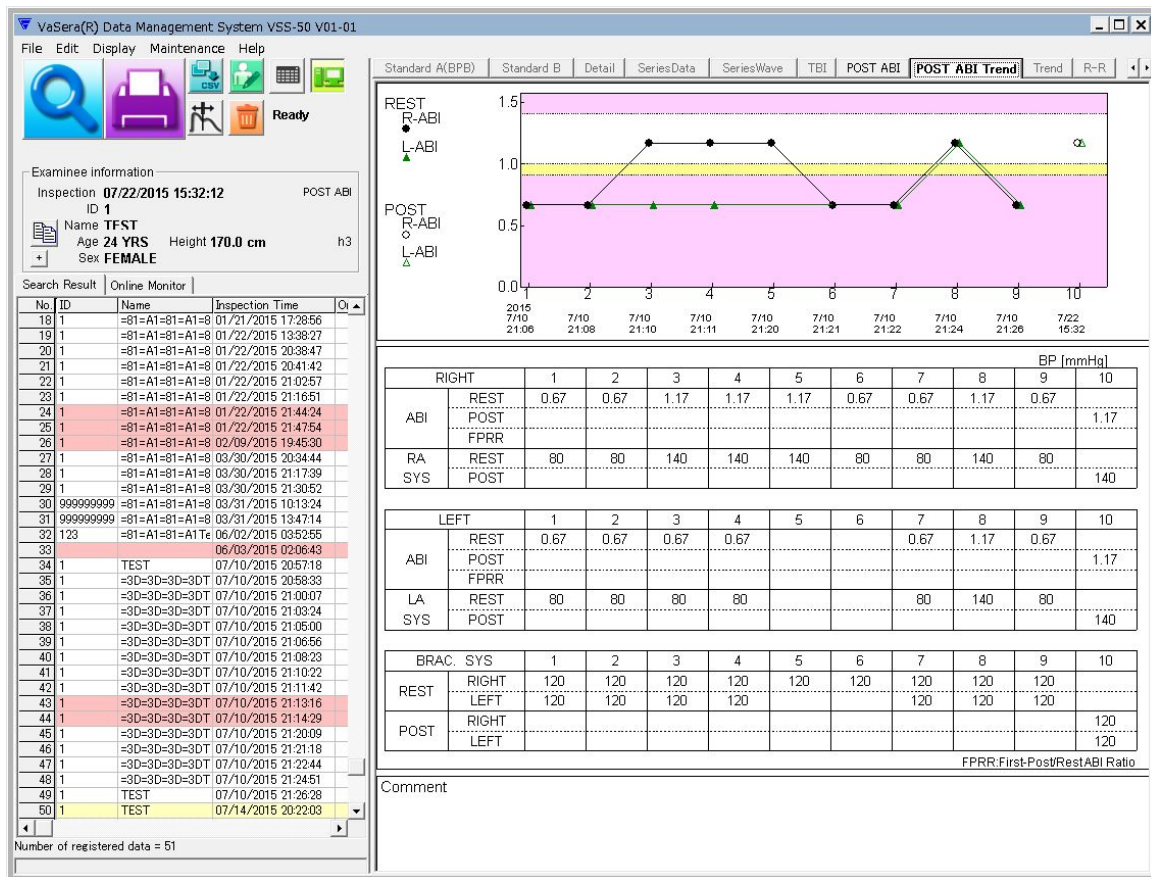 VaSera(R) Data Management System VSS-50 V01-01
File Edit Display Maintenance Help
CSV
Ready
Examinee information
Inspection 07/22/2015 15:32:12 POST ABI
ID 1
Name TEST
Age 24 YRS Height 170.0 cm h3
+ Sex FEMALE
Search Result Online Monitor
No. ID Name Inspection Time
18 1 =81=A1=81=A1=8 01/21/2015 17:28:56
19 1 =81=A1=81=A1=8 01/22/2015 13:38:27
20 1 =81=A1=81=A1=8 01/22/2015 20:38:47
21 1 =81=A1=81=A1=8 01/22/2015 20:41:42
22 1 =81=A1=81=A1=8 01/22/2015 21:02:57
23 1 =81=A1=81=A1=8 01/22/2015 21:16:51
24 1 =81=A1=81=A1=8 01/22/2015 21:44:24
25 1 =81=A1=81=A1=8 01/22/2015 21:47:54
26 1 =81=A1=81=A1=8 02/09/2015 19:45:30
27 1 =81=A1=81=A1=8 03/30/2015 20:34:44
28 1 =81=A1=81=A1=8 03/30/2015 21:17:39
29 1 =81=A1=81=A1=8 03/30/2015 21:30:52
30 999999999 =81=A1=81=A1=8 03/31/2015 10:13:24
31 999999999 =81=A1=81=A1=8 03/31/2015 13:47:14
32 123 =81=A1=81=A1Te 06/02/2015 03:52:55
33 06/03/2015 02:06:43
34 1 TEST 07/10/2015 20:57:18
35 1 =3D=3D=3D=3DT 07/10/2015 20:58:33
36 1 =3D=3D=3D=3DT 07/10/2015 21:00:07
37 1 =3D=3D=3D=3DT 07/10/2015 21:03:24
38 1 =3D=3D=3D=3DT 07/10/2015 21:05:00
39 1 =3D=3D=3D=3DT 07/10/2015 21:06:56
40 1 =3D=3D=3D=3DT 07/10/2015 21:08:23
41 1 =3D=3D=3D=3DT 07/10/2015 21:10:22
42 1 =3D=3D=3D=3DT 07/10/2015 21:11:42
43 1 =3D=3D=3D=3DT 07/10/2015 21:13:16
44 1 =3D=3D=3D=3DT 07/10/2015 21:14:29
45 1 =3D=3D=3D=3DT 07/10/2015 21:20:09
46 1 =3D=3D=3D=3DT 07/10/2015 21:21:18
47 1 =3D=3D=3D=3DT 07/10/2015 21:22:44
48 1 =3D=3D=3D=3DT 07/10/2015 21:24:51
49 1 TEST 07/10/2015 21:26:28
50 1 TEST 07/14/2015 20:22:03
Number of registered data = 51
Standard A(BPB) Standard B Detail SeriesData SeriesWave TBI POST ABI POST ABI Trend Trend R-R
REST
R-ABI
L-ABI
POST
R-ABI
L-ABI
1.5
1.0
0.5
0.0
1 2 3 4 5 6 7 8 9 10
2015
7/10 7/10 7/10 7/10 7/10 7/10 7/10 7/10 7/10 7/22
21:06 21:08 21:10 21:11 21:20 21:21 21:22 21:24 21:26 15:32
BP [mmHg]
RIGHT 1 2 3 4 5 6 7 8 9 10
REST 0.67 0.67 1.17 1.17 1.17 0.67 0.67 1.17 0.67
ABI POST 1.17
FPRR
RA REST 80 80 140 140 140 80 80 140 80
SYS POST 140
LEFT 1 2 3 4 5 6 7 8 9 10
REST 0.67 0.67 0.67 0.67 0.67 1.17 0.67
ABI POST 1.17
FPRR
LA REST 80 80 80 80 80 140 80
SYS POST 140
BRAC. SYS 1 2 3 4 5 6 7 8 9 10
REST RIGHT 120 120 120 120 120 120 120 120 120
LEFT 120 120 120 120 120 120 120
POST RIGHT 120
LEFT 120
FPRR:First-Post/RestABI Ratio
Comment